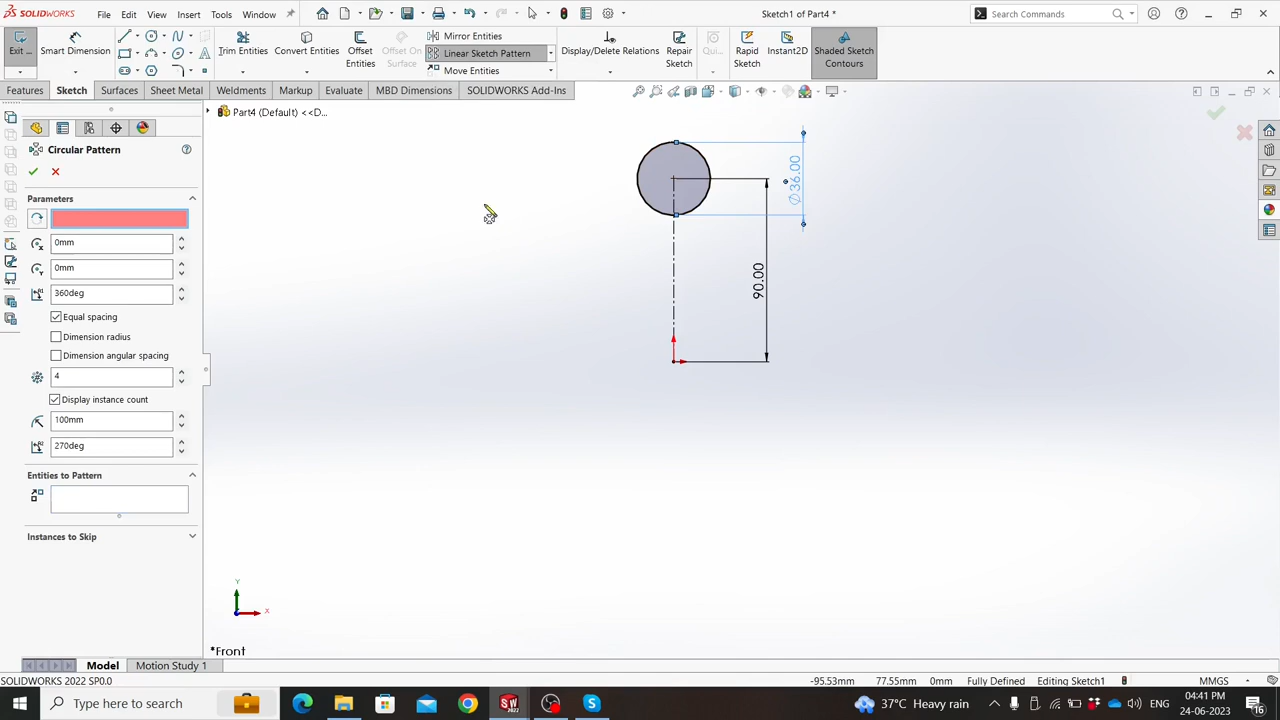 SOLIDWORKS
File
Edit
View
Insert
Tools
Window
Sketch1 of Part4 *
Search Commands
Exit ...
Smart Dimension
Trim Entities
Convert Entities
Offset Entities
Offset On Surface
Mirror Entities
Linear Sketch Pattern
Move Entities
Display/Delete Relations
Repair Sketch
Qui...
Rapid Sketch
Instant2D
Shaded Sketch Contours
Features
Sketch
Surfaces
Sheet Metal
Weldments
Markup
Evaluate
MBD Dimensions
SOLIDWORKS Add-Ins
Part4 (Default) <<D...
Circular Pattern
Parameters
0mm
0mm
360deg
Equal spacing
Dimension radius
Dimension angular spacing
4
Display instance count
100mm
270deg
Entities to Pattern
Instances to Skip
∅36.00
90.00
Y
X
*Front
Model
Motion Study 1
SOLIDWORKS 2022 SP0.0
-95.53mm
77.55mm
0mm
Fully Defined
Editing Sketch1
MMGS
Type here to search
37°C Heavy rain
ENG
04:41 PM
24-06-2023